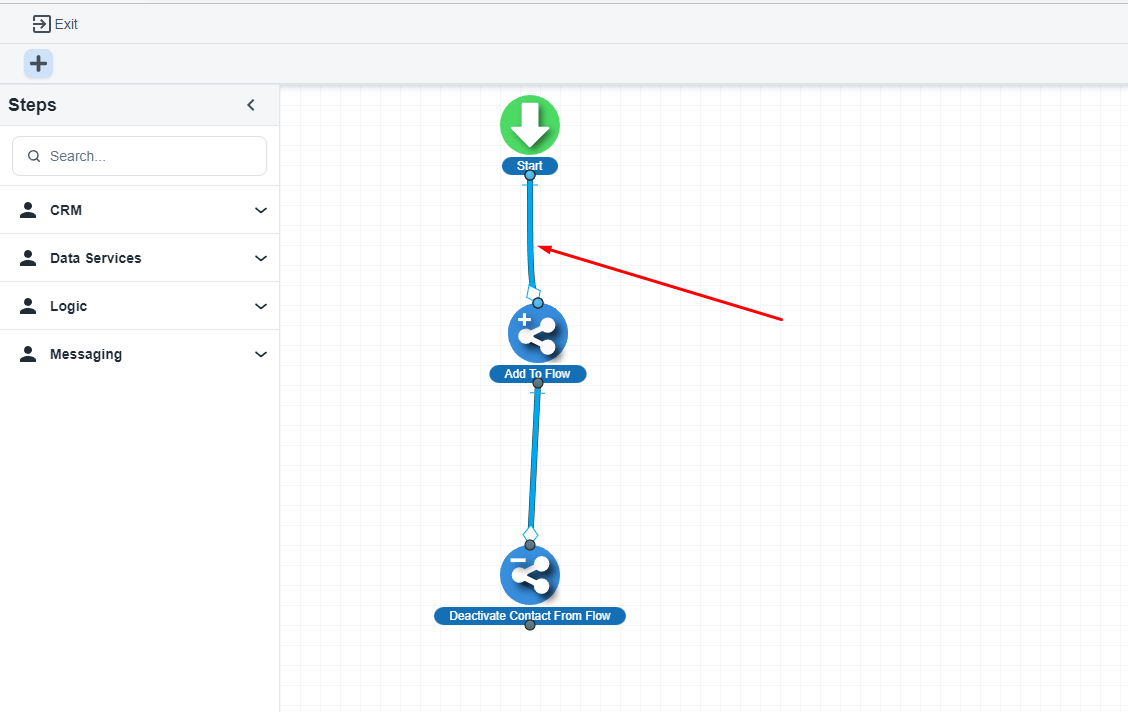 Exit
Steps
Search...
CRM
Data Services
Logic
Messaging
Start
Add To Flow
Deactivate Contact From Flow